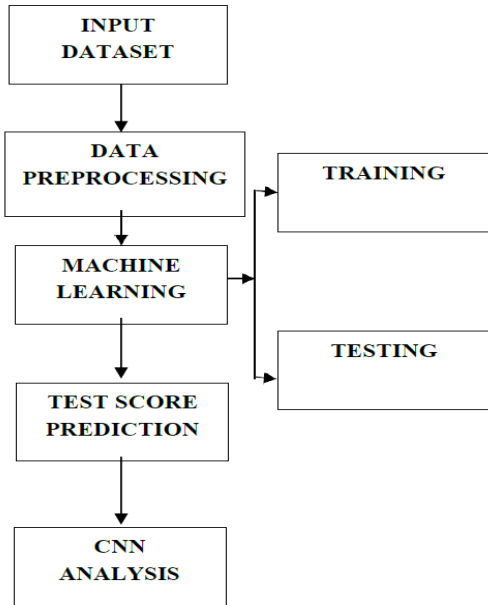 INPUT
DATASET
DATA
PREPROCESSING
TRAINING
MACHINE
LEARNING
TESTING
TEST SCORE
PREDICTION
CNN
ANALYSIS